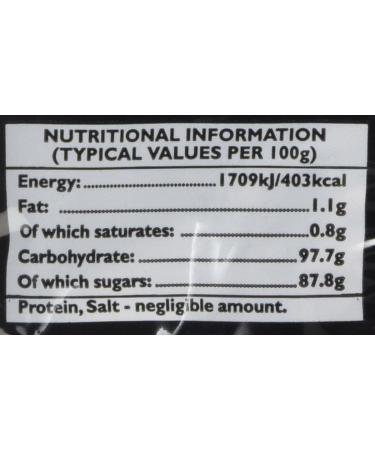 NUTRITIONAL INFORMATION
(TYPICAL VALUES PER 100g)
Energy:..............................1709kJ/403kcal
Fat: ..................................................1.1g
Of which saturates: .........................0.8g
Carbohydrate:...............................97.7g
Of which sugars:............................87.8g
Protein, Salt - negligible amount.